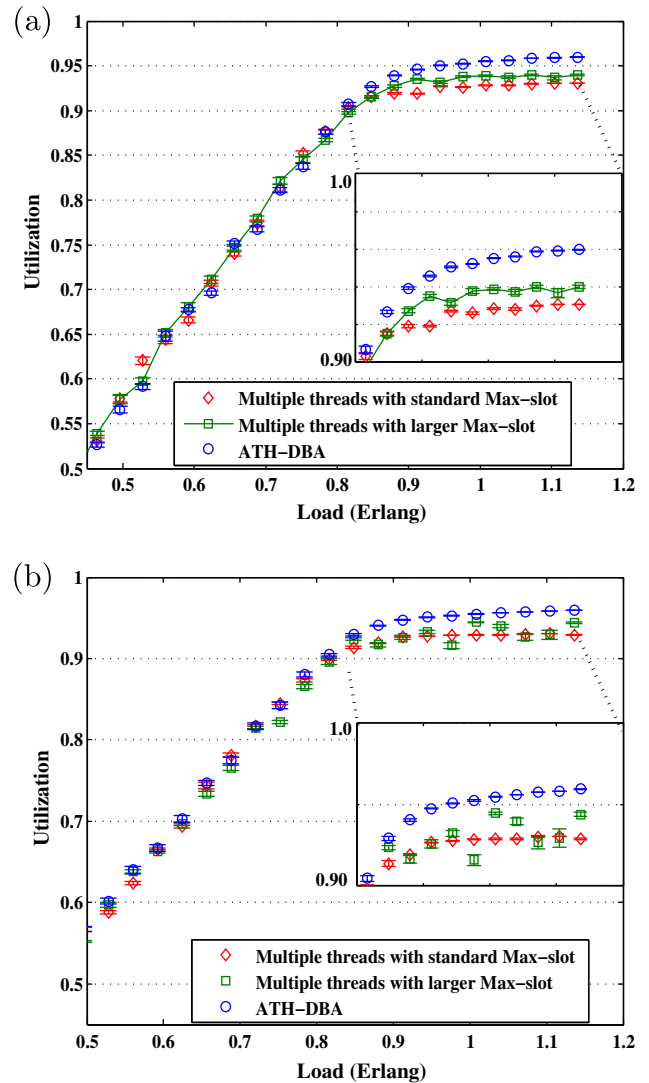 (a)
1
0.95
0.9
0.85
0.8
0.75
0.7
0.65
0.6
0.55
0.5
Utilization
1.0
0.90
Multiple threads with standard Max−slot
Multiple threads with larger Max−slot
ATH−DBA
0.5 0.6 0.7 0.8 0.9 1 1.1 1.2
Load (Erlang)
(b)
1
0.9
0.8
0.7
0.6
0.5
Utilization
1.0
0.90
Multiple threads with standard Max−slot
Multiple threads with larger Max−slot
ATH−DBA
0.5 0.6 0.7 0.8 0.9 1 1.1 1.2
Load (Erlang)